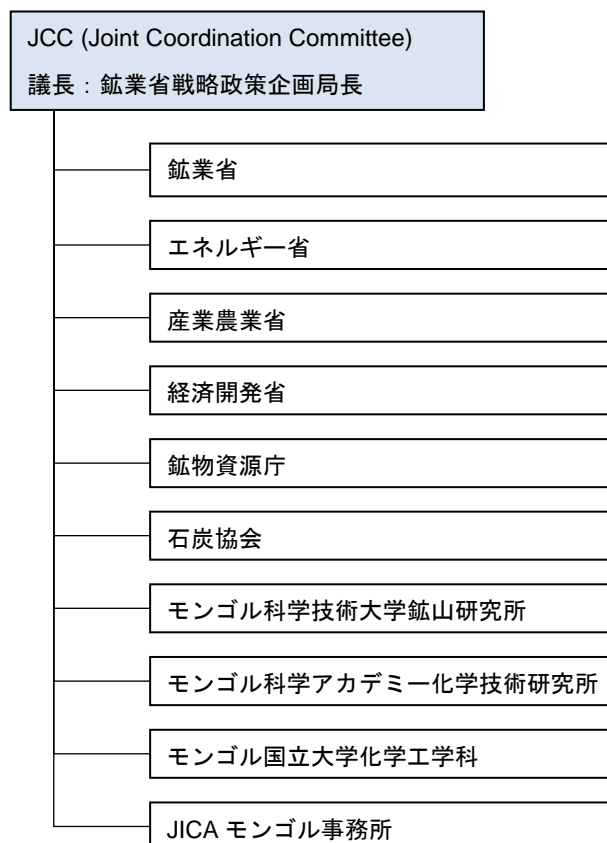 JCC (Joint Coordination Committee)
議長：鉱業省戦略政策企画局長
鉱業省
エネルギー省
産業農業省
経済開発省
鉱物資源庁
石炭協会
モンゴル科学技術大学鉱山研究所
モンゴル科学アカデミー化学技術研究所
モンゴル国立大学化学工学科
JICA モンゴル事務所